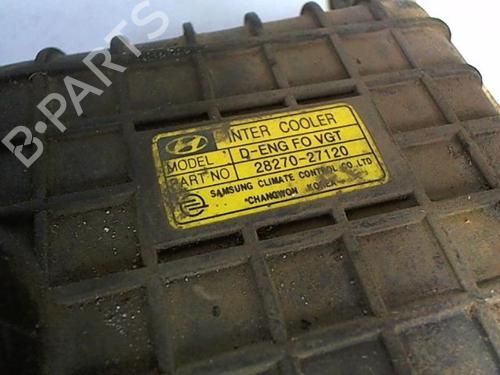 B-PARTS
INTER COOLER
MODEL D-ENG FO VGT
PART NO 28270-27120
SAMSUNG CLIMATE CONTROL CO.,LTD
CHANGWON KOREA